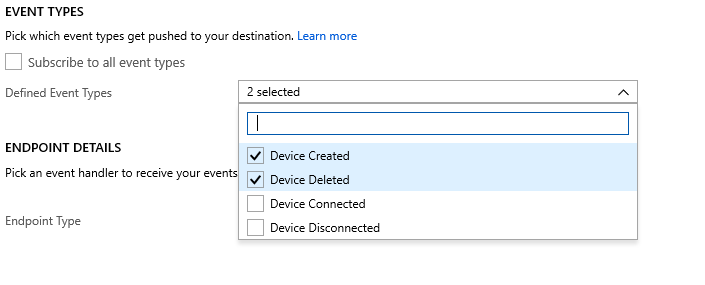 EVENT TYPES
Pick which event types get pushed to your destination. Learn more
Subscribe to all event types
Defined Event Types
2 selected
Device Created
Device Deleted
Device Connected
Device Disconnected
ENDPOINT DETAILS
Pick an event handler to receive your events
Endpoint Type